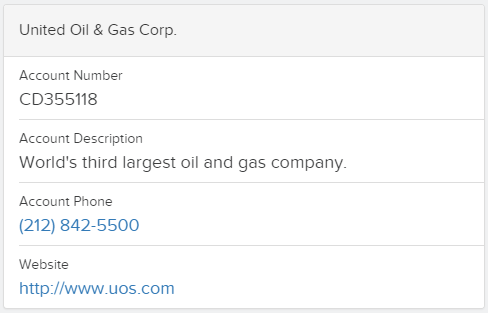 United Oil & Gas Corp.
Account Number
CD355118
Account Description
World's third largest oil and gas company.
Account Phone
(212) 842-5500
Website
http://www.uos.com